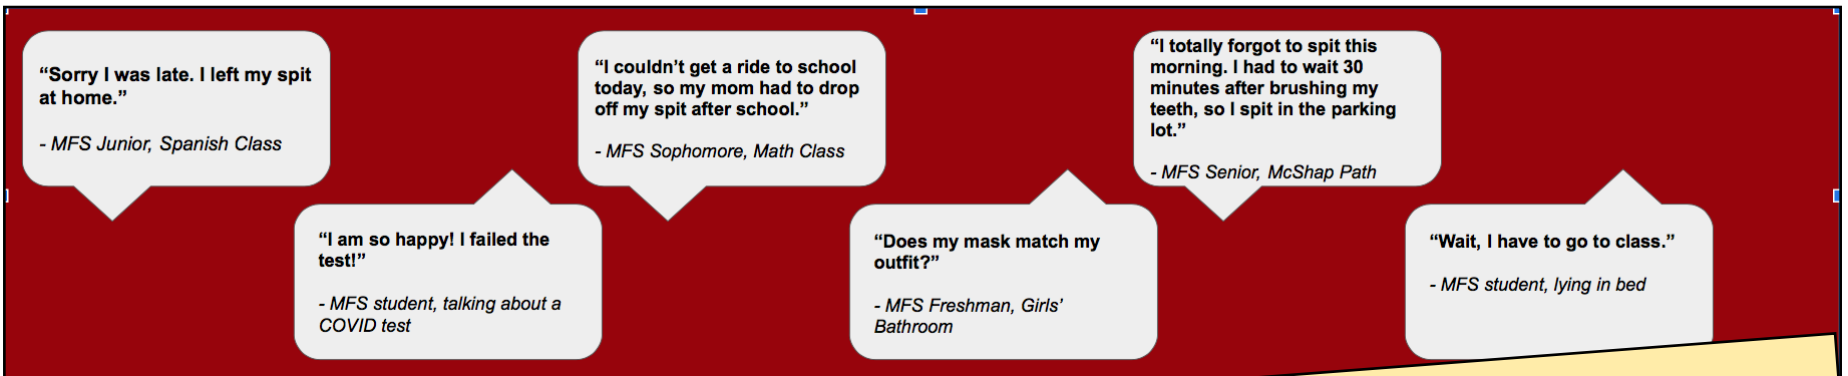 “Sorry I was late. I left my spit
at home.”
- MFS Junior, Spanish Class
“I am so happy! I failed the
test!”
- MFS student, talking about a
COVID test
“I couldn’t get a ride to school
today, so my mom had to drop
off my spit after school.”
- MFS Sophomore, Math Class
“Does my mask match my
outfit?”
- MFS Freshman, Girls’
Bathroom
“I totally forgot to spit this
morning. I had to wait 30
minutes after brushing my
teeth, so I spit in the parking
lot.”
- MFS Senior, McShap Path
“Wait, I have to go to class.”
- MFS student, lying in bed